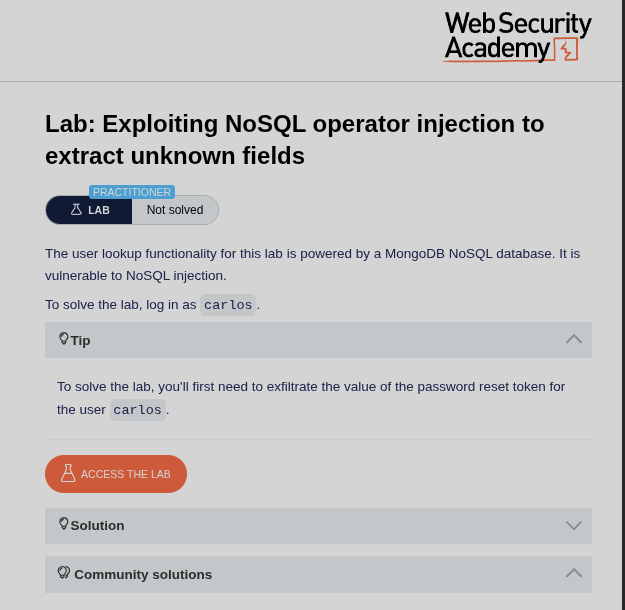 Web Security
Academy
Lab: Exploiting NoSQL operator injection to
extract unknown fields
PRACTITIONER
LAB
Not solved
The user lookup functionality for this lab is powered by a MongoDB NoSQL database. It is
vulnerable to NoSQL injection.
To solve the lab, log in as carlos.
Tip
To solve the lab, you'll first need to exfiltrate the value of the password reset token for
the user carlos.
ACCESS THE LAB
Solution
Community solutions